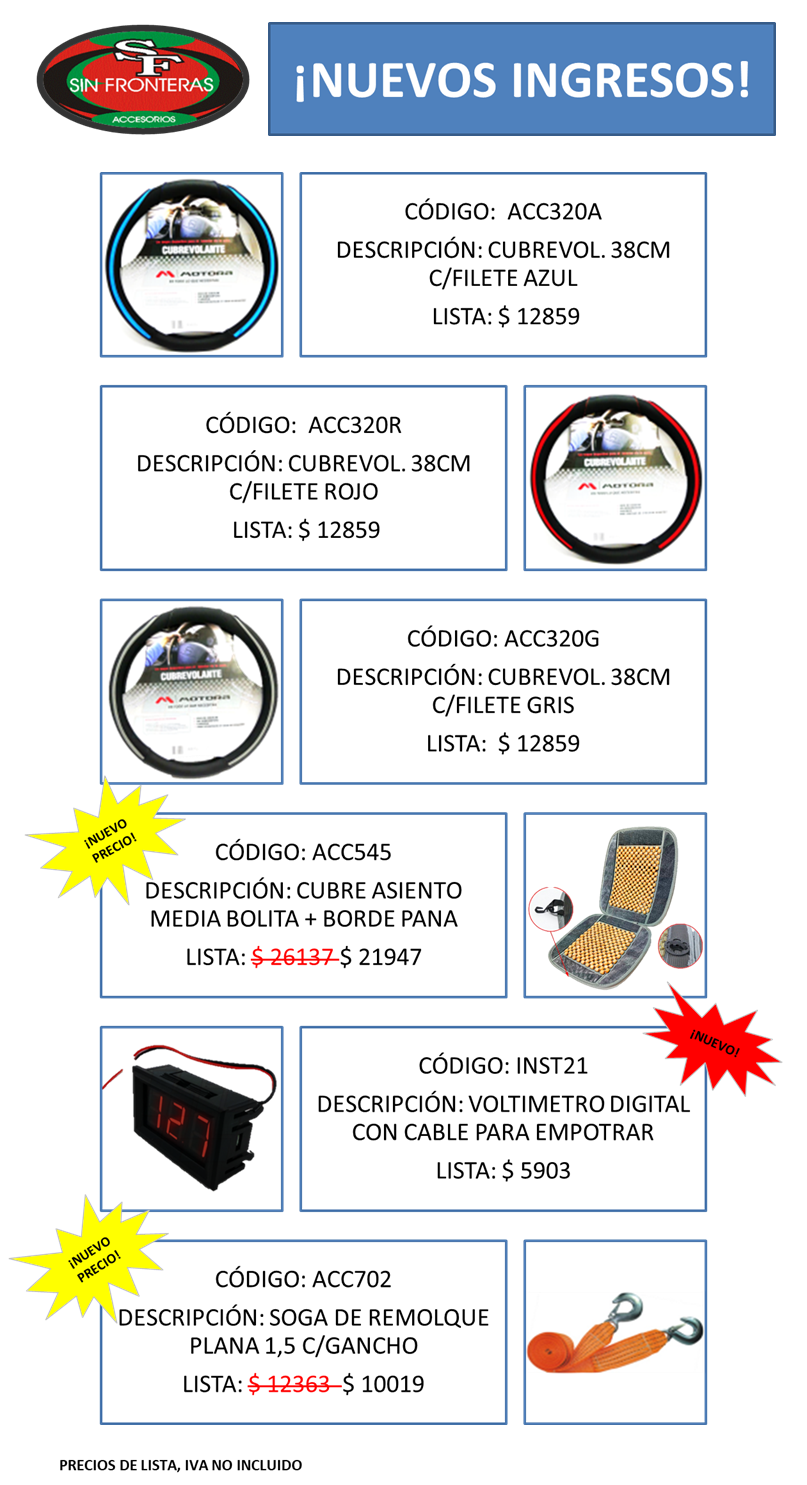 SF
SIN FRONTERAS
ACCESORIOS
¡NUEVOS INGRESOS!
CUBREVOLANTE
MOTORA
CÓDIGO: ACC320A
DESCRIPCIÓN: CUBREVOL. 38CM
C/FILETE AZUL
LISTA: $ 12859
CÓDIGO: ACC320R
DESCRIPCIÓN: CUBREVOL. 38CM
C/FILETE ROJO
LISTA: $ 12859
CUBREVOLANTE
MOTORA
CUBREVOLANTE
MOTORA
CÓDIGO: ACC320G
DESCRIPCIÓN: CUBREVOL. 38CM
C/FILETE GRIS
LISTA: $ 12859
¡NUEVO
PRECIO!
CÓDIGO: ACC545
DESCRIPCIÓN: CUBRE ASIENTO
MEDIA BOLITA + BORDE PANA
LISTA: $ 26137 $ 21947
¡NUEVO!
127
CÓDIGO: INST21
DESCRIPCIÓN: VOLTIMETRO DIGITAL
CON CABLE PARA EMPOTRAR
LISTA: $ 5903
¡NUEVO
PRECIO!
CÓDIGO: ACC702
DESCRIPCIÓN: SOGA DE REMOLQUE
PLANA 1,5 C/GANCHO
LISTA: $ 12363 $ 10019
PRECIOS DE LISTA, IVA NO INCLUIDO